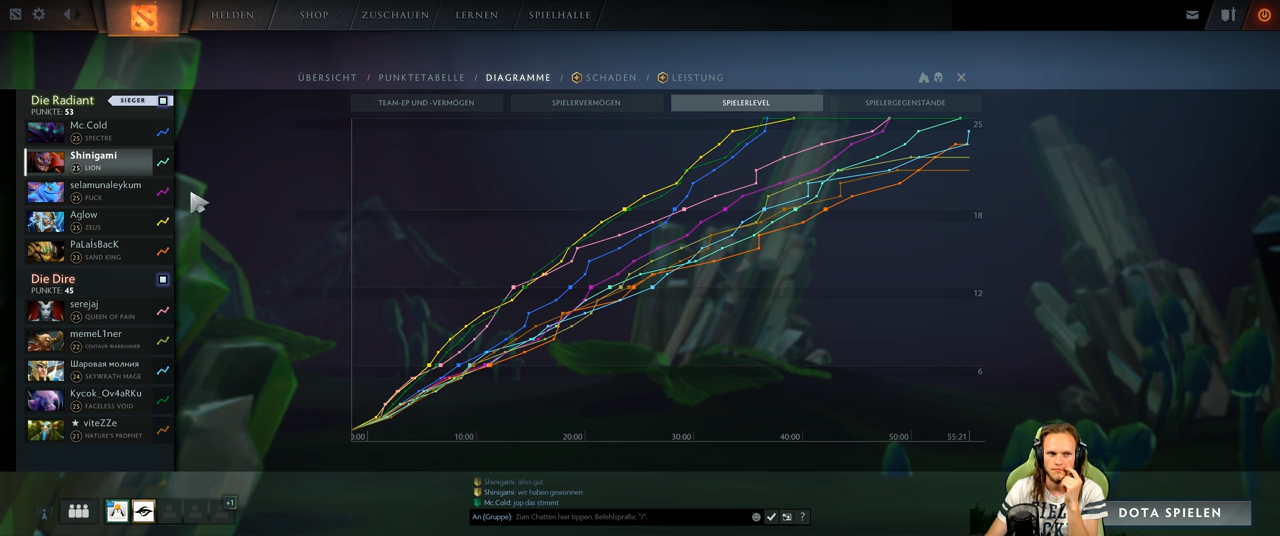 HELDEN
SHOP
ZUSCHAUEN
LERNEN
SPIELHALLE
ÜBERSICHT / PUNKTETABELLE / DIAGRAMME / SCHADEN / LEISTUNG
TEAM-EP UND -VERMÖGEN
SPIELERVERMÖGEN
SPIELERLEVEL
SPIELERGEGENSTÄNDE
Die Radiant
SIEGER
PUNKTE: 53
Mc.Cold
25 SPECTRE
Shinigami
25 LION
selamunaleykum
25 PUCK
Aglow
25 ZEUS
PaLaIsBacK
23 SAND KING
Die Dire
PUNKTE: 45
serejaj
25 QUEEN OF PAIN
memeL1ner
22 CENTAUR WARRUNNER
Шаровая молния
24 SKYWRATH MAGE
Kycok_Ov4aRKu
25 FACELESS VOID
★ viteZZe
21 NATURE'S PROPHET
25
18
12
6
0:00
10:00
20:00
30:00
40:00
50:00
55:21
Shinigami: alles gut
Shinigami: wir haben gewonnen
Mc.Cold: jop das stimmt
An (Gruppe): Zum Chatten hier tippen. Befehlspräfix: "/".
?
+1
DOTA SPIELEN